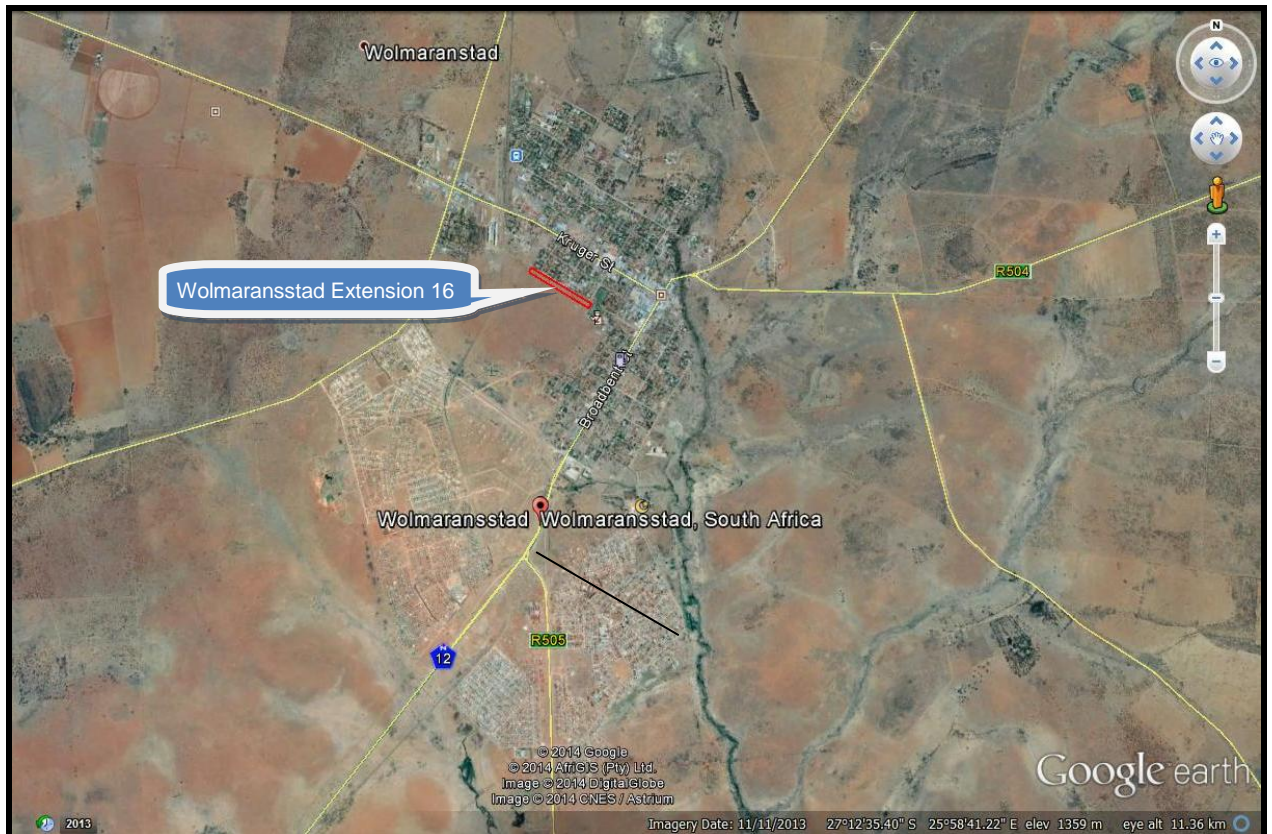 Wolmaranstad
N
Kruger St
R504
Wolmaransstad Extension 16
Broadbent St
Wolmaransstad Wolmaransstad, South Africa
R505
N
12
© 2014 Google
© 2014 AfriGIS (Pty) Ltd.
Image © 2014 DigitalGlobe
Image © 2014 CNES / Astrium
Google earth
2013
Imagery Date: 11/11/2013 27°12'35.40" S 25°58'41.22" E elev 1359 m eye alt 11.36 km